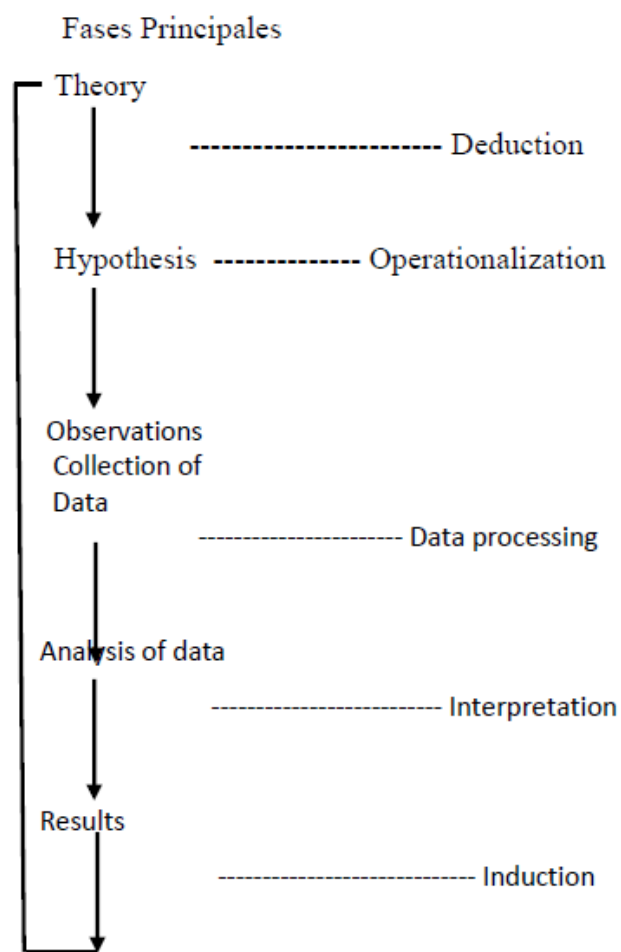 Fases Principales
Theory
------------------------ Deduction
Hypothesis -------------- Operationalization
Observations
Collection of
Data
----------------------- Data processing
Analysis of data
-------------------------- Interpretation
Results
----------------------------- Induction